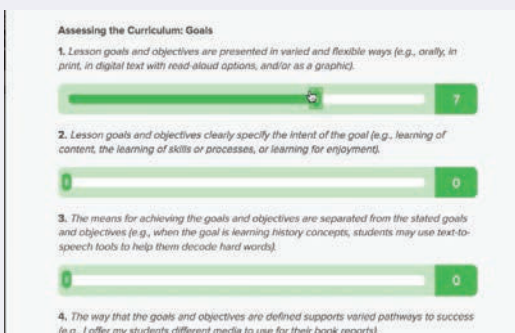 Assessing the Curriculum: Goals
1. Lesson goals and objectives are presented in varied and flexible ways (e.g., orally, in
print, in digital text with read-aloud options, and/or as a graphic).
7
2. Lesson goals and objectives clearly specify the intent of the goal (e.g., learning of
content, the learning of skills or processes, or learning for enjoyment).
0
3. The means for achieving the goals and objectives are separated from the stated goals
and objectives (e.g., when the goal is learning history concepts, students may use text-to-
speech tools to help them decode hard words).
0
4. The way that the goals and objectives are defined supports varied pathways to success
(e.g., I offer my students different media to use for their book reports).